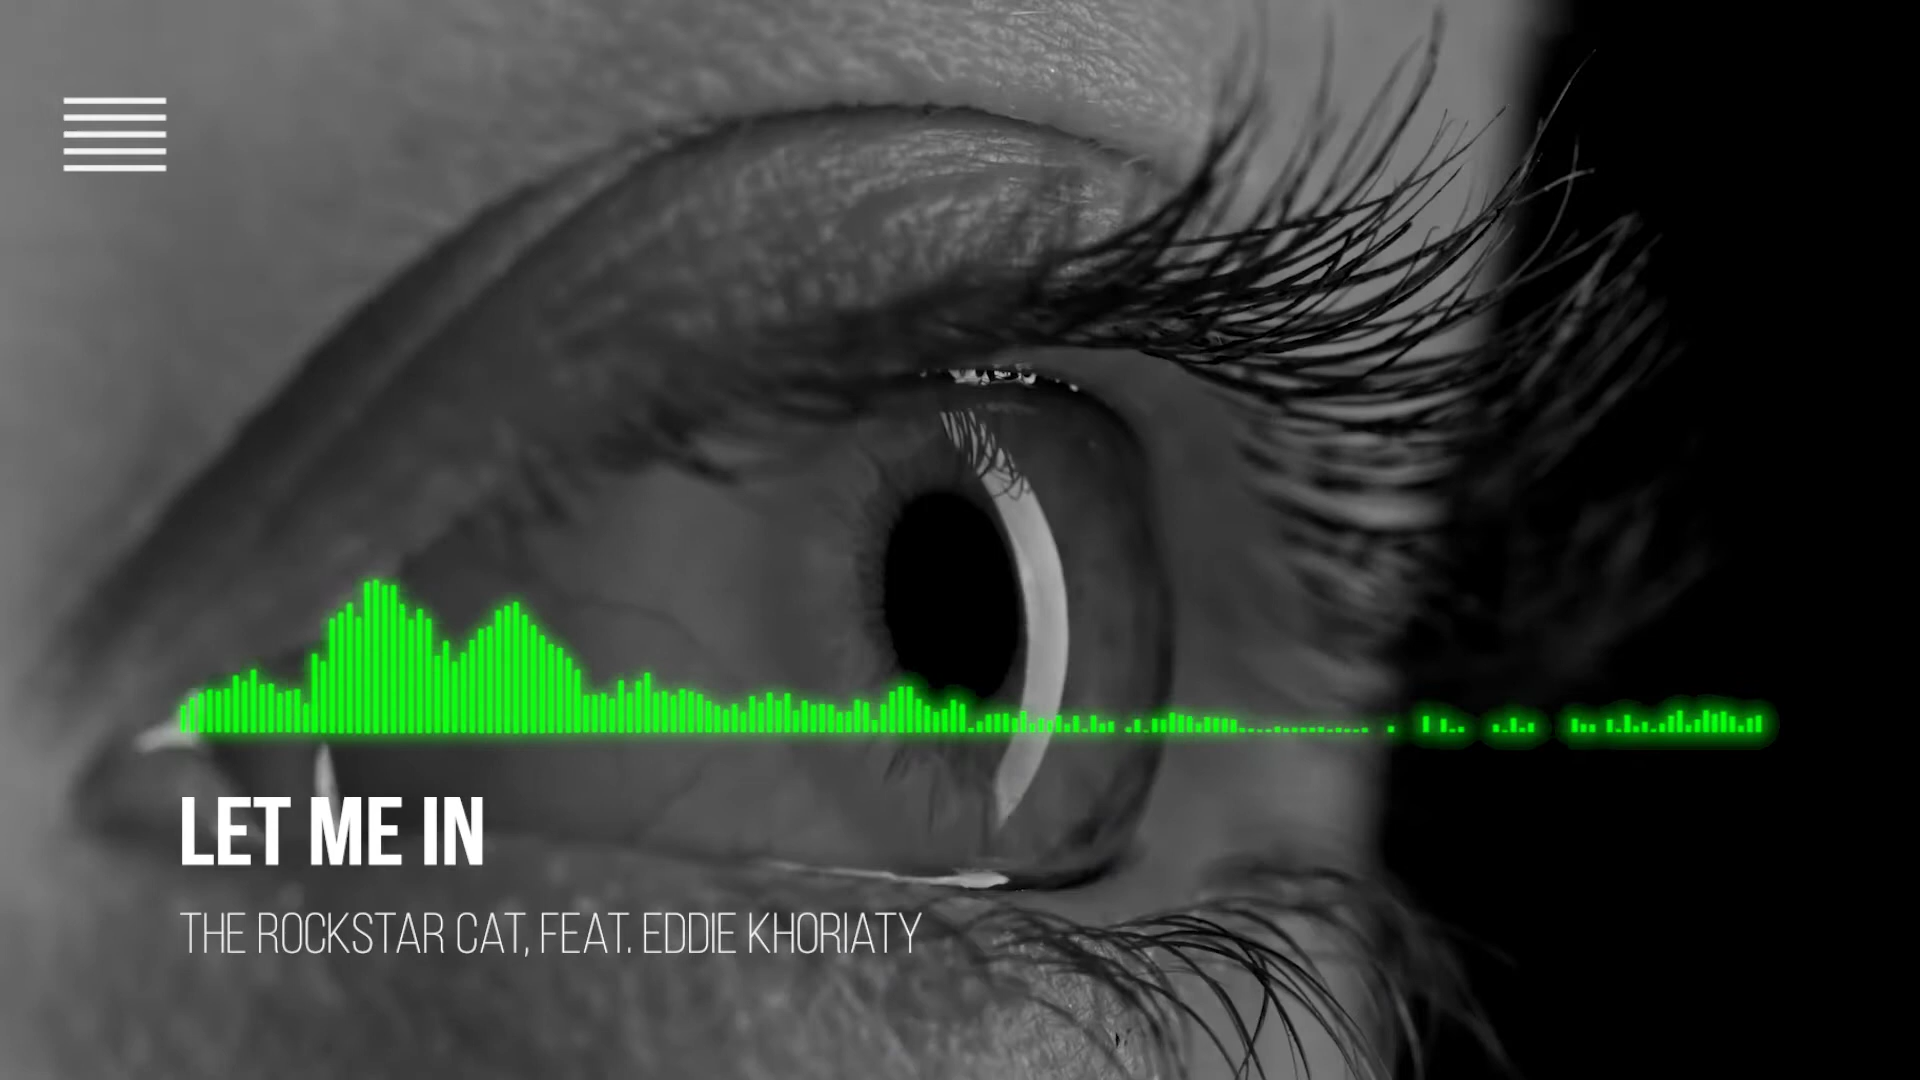 LET ME IN
THE ROCKSTAR CAT, FEAT. EDDIE KHORIATY